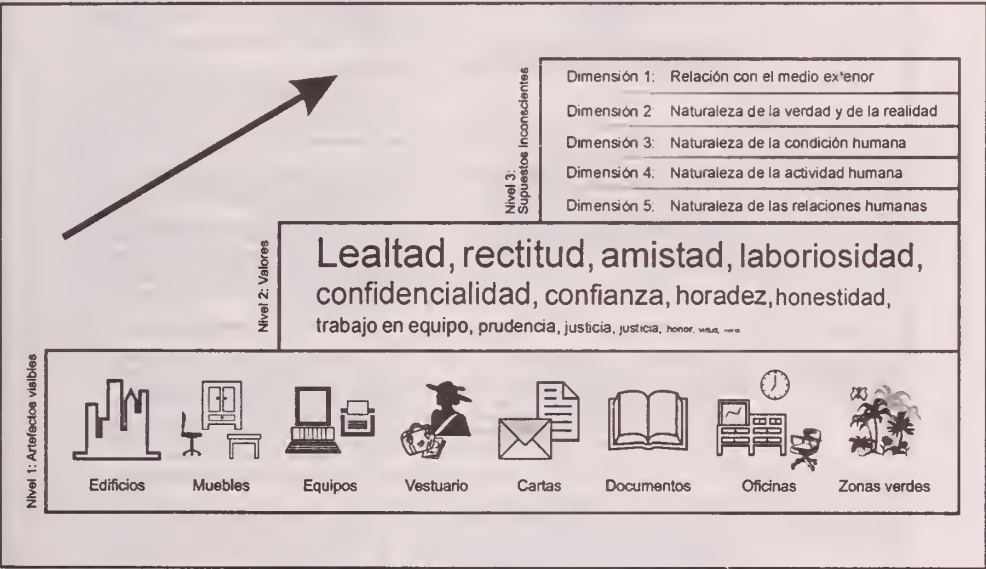 Nivel 3:
Supuestos Inconscientes
Dimensión 1: Relación con el medio
Dimensión 2: Naturaleza de la verdad y de la realidad
Dimensión 3: Naturaleza de la condición humana
Dimensión 4: Naturaleza de la actividad humana
Dimensión 5: Naturaleza de las relaciones humanas
Nivel 2: Valores
Lealtad, rectitud, amistad, laboriosidad,
confidencialidad, confianza, horadez, honestidad,
trabajo en equipo, prudencia, justicia, justicia, honor,
Nivel 1: Artefactos visibles
Edificios
Muebles
Equipos
Vestuario
Cartas
Documentos
Oficinas
Zonas verdes